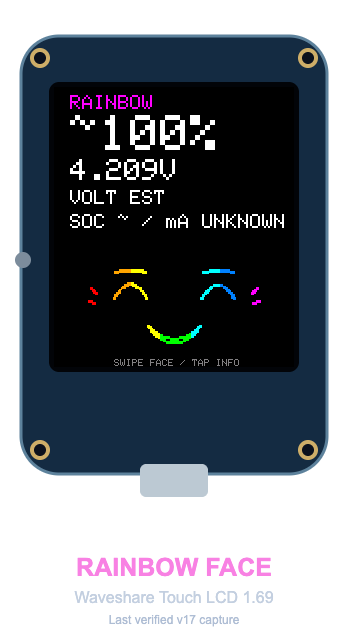 RAINBOW
~100%
4.209V
VOLT EST
SOC ~ / mA UNKNOWN
SWIPE FACE / TAP INFO
RAINBOW FACE
Waveshare Touch LCD 1.69
Last verified v17 capture